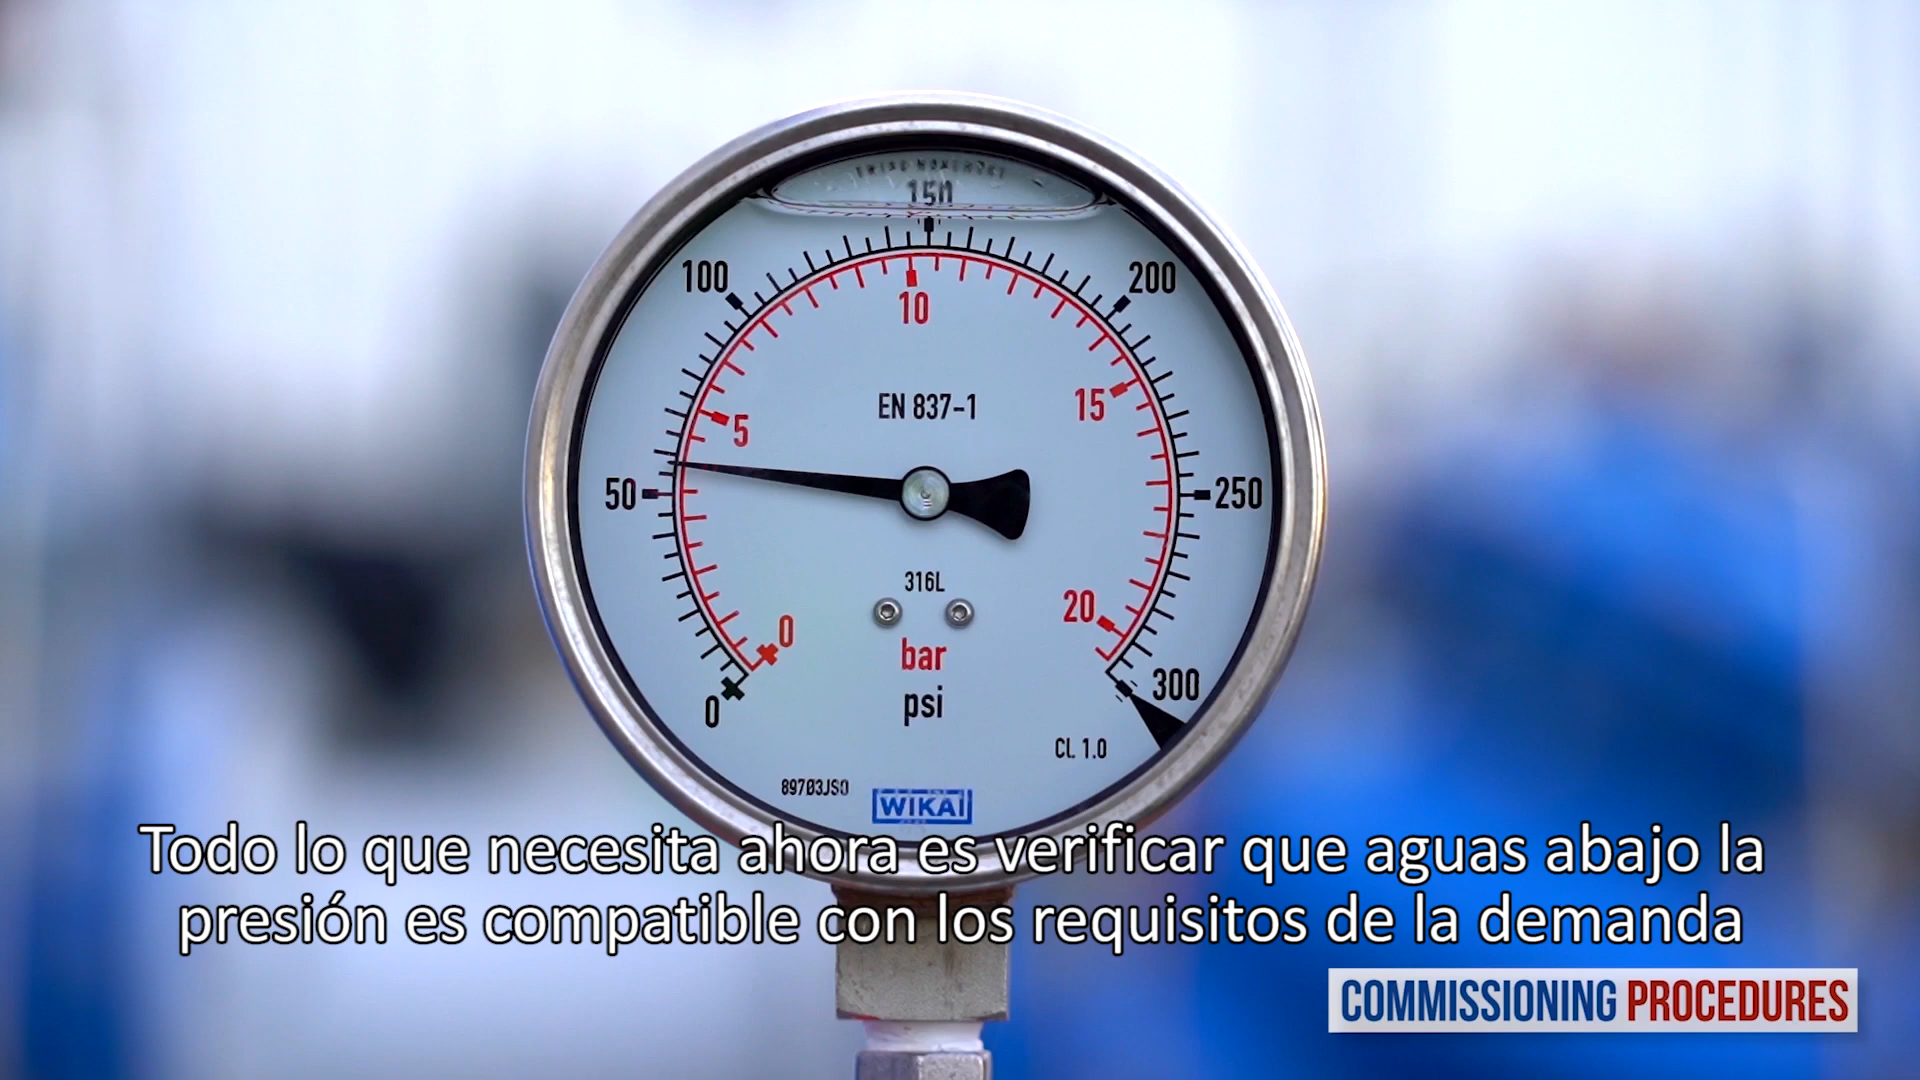 150
100
200
10
EN 837-1
15
5
50
250
316L
20
0
bar
300
psi
0
CL. 1.0
WIKAI
Todo lo que necesita ahora es verificar que aguas abajo la
presión es compatible con los requisitos de la demanda
COMMISSIONING PROCEDURES